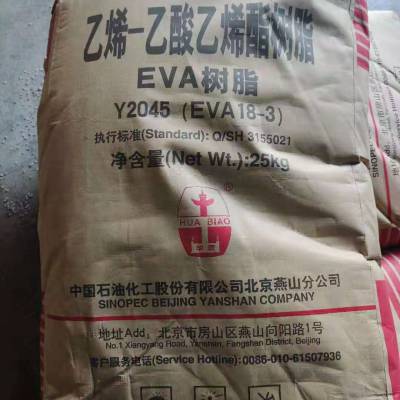 乙烯-乙酸乙烯酯树脂
EVA树脂
Y2045 (EVA18-3)
执行标准(Standard): Q/SH 3155021
净含量(Net Wt.):25kg
HUA BIAO
®
中国石油化工股份有限公司北京燕山分公司
SINOPEC BEIJING YANSHAN COMPANY
地址Add, 北京市房山区燕山向阳路1号
No.1 Xiangyang Road, Yanshan, Fangshan District, Beijing
客户服务电话(Service Hotline): 0086-010-61507936